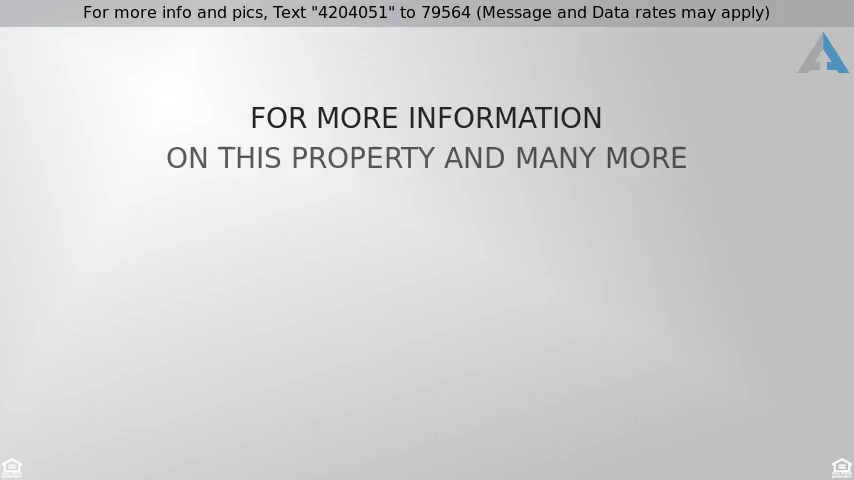 For more info and pics, Text "4204051" to 79564 (Message and Data rates may apply)
FOR MORE INFORMATION
ON THIS PROPERTY AND MANY MORE